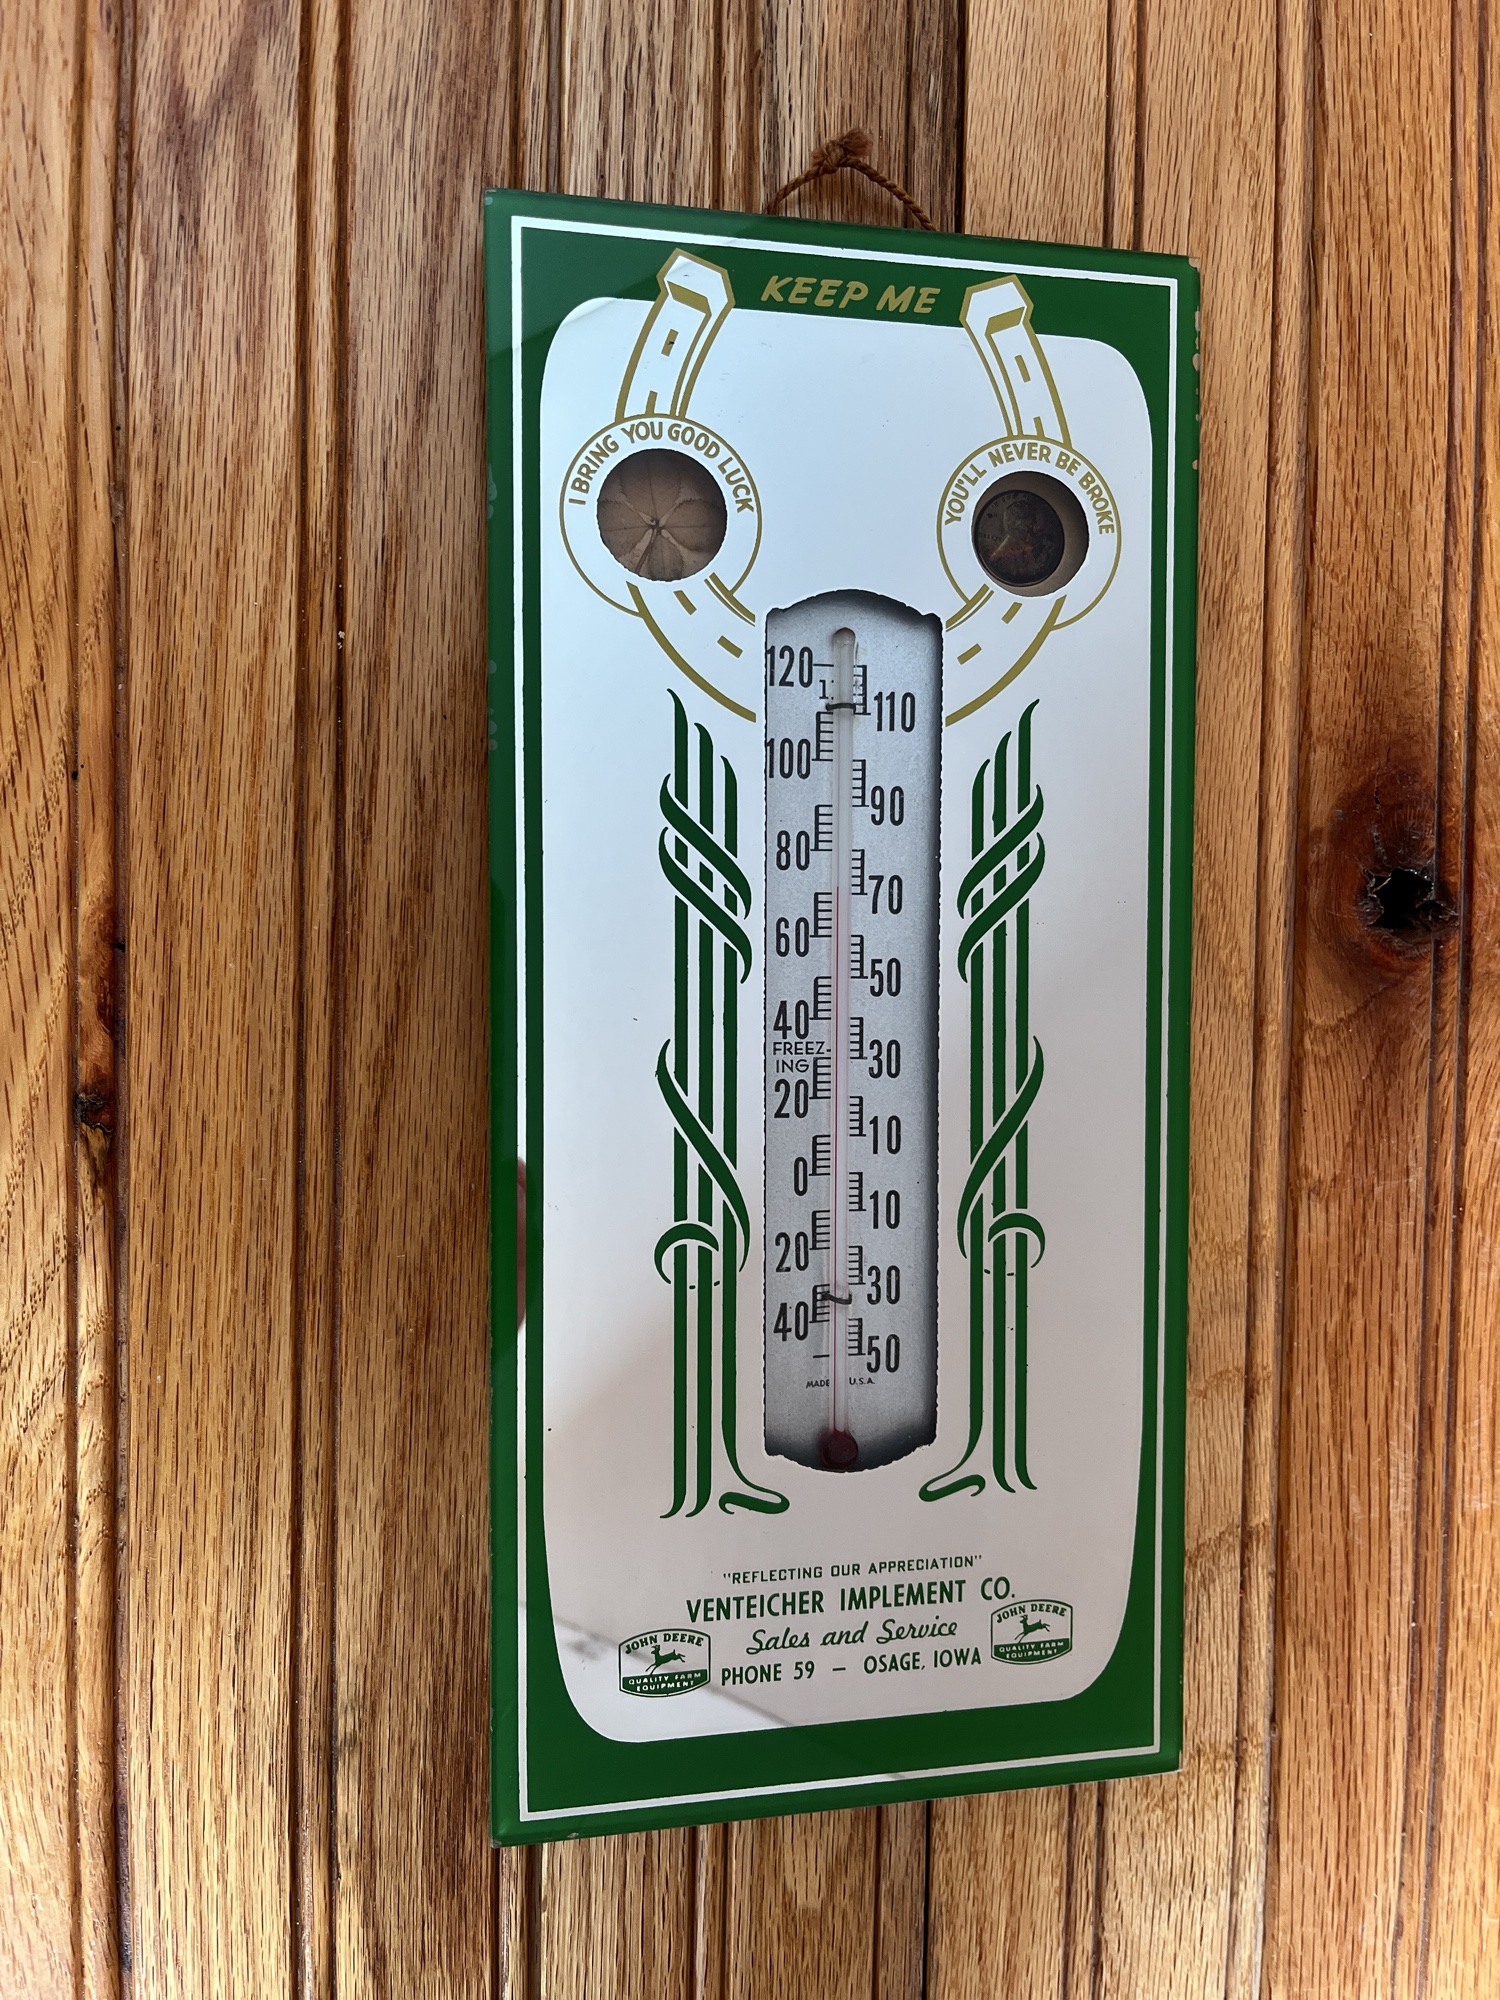 KEEP ME
I BRING YOU GOOD LUCK
YOU'LL NEVER BE BROKE
120
110
100
90
80
70
60
50
40
FREEZ-
ING
30
20
10
0
10
20
30
40
50
MADE U.S.A.
"REFLECTING OUR APPRECIATION"
VENTEICHER IMPLEMENT CO.
Sales and Service
PHONE 59 — OSAGE, IOWA
JOHN DEERE
QUALITY FARM
EQUIPMENT
JOHN DEERE
QUALITY FARM
EQUIPMENT